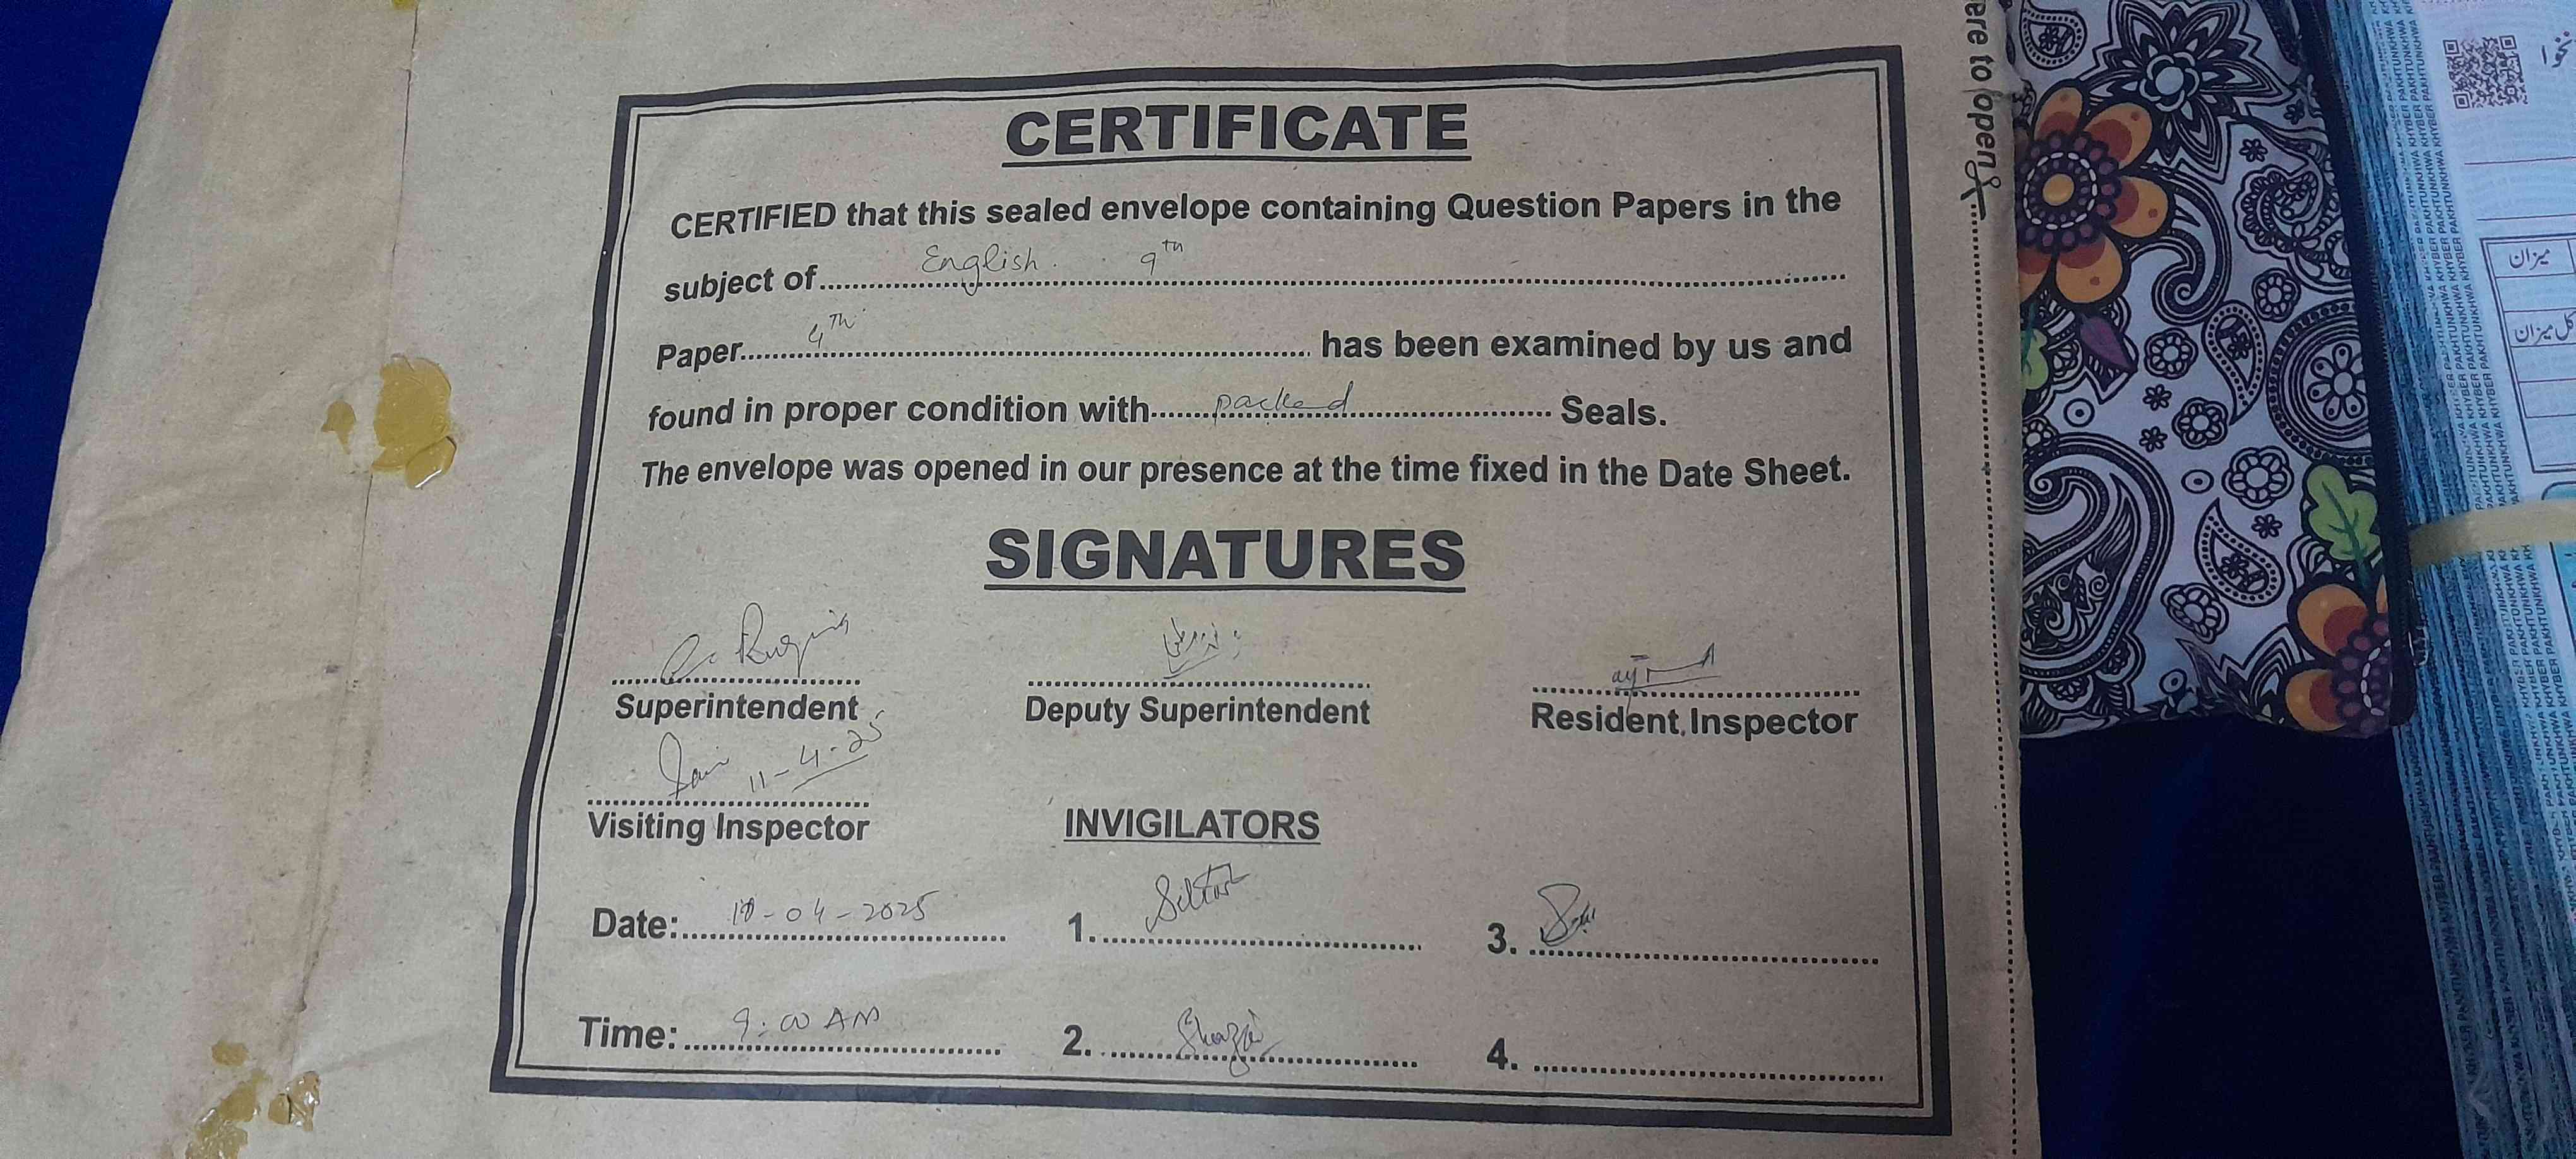 ere to open
CERTIFICATE
CERTIFIED that this sealed envelope containing Question Papers in the
subject of English. 9th
Paper 4Th has been examined by us and
found in proper condition with packed Seals.
The envelope was opened in our presence at the time fixed in the Date Sheet.
SIGNATURES
Superintendent Deputy Superintendent Resident Inspector
11-4-25
Visiting Inspector INVIGILATORS
Date: -04-2025 1. 3.
Time: 9:00 AM 2. 4.
میزان
کل میزان
KHYBER PAKHTUNKHWA